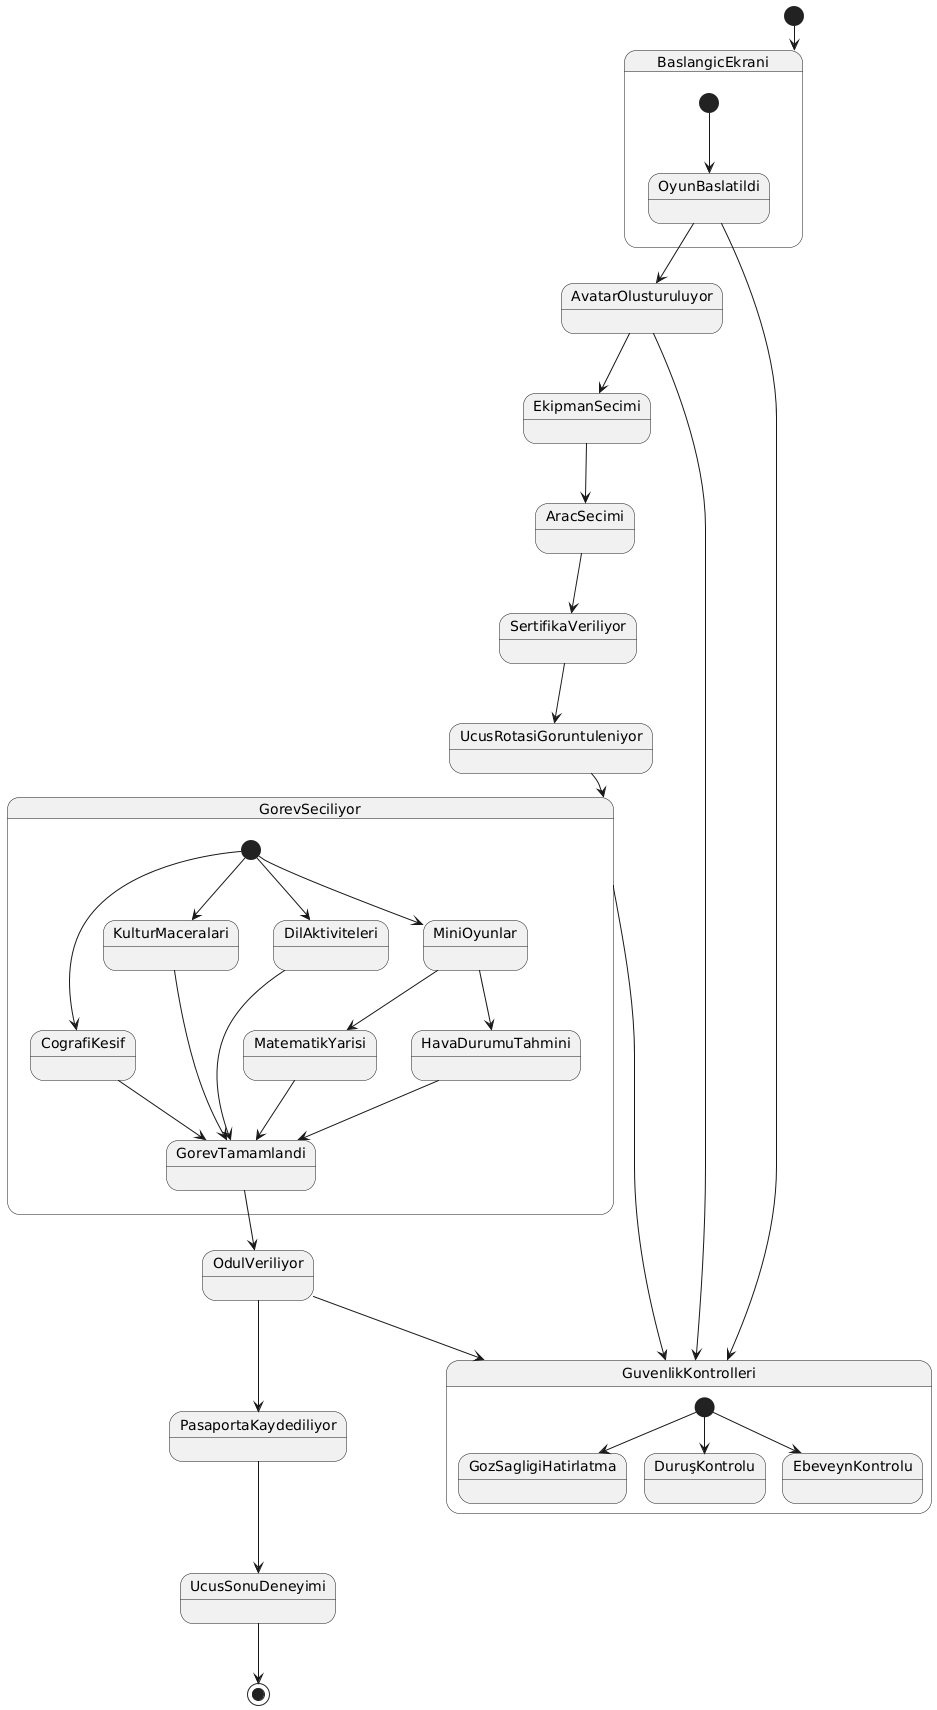 BaslangicEkrani
OyunBaslatildi
AvatarOlusturuluyor
EkipmanSecimi
AracSecimi
SertifikaVeriliyor
UcusRotasiGoruntuleniyor
GorevSeciliyor
KulturMaceralari
DilAktiviteleri
MiniOyunlar
CografiKesif
MatematikYarisi
HavaDurumuTahmini
GorevTamamlandi
OdulVeriliyor
GuvenlikKontrolleri
PasaportaKaydediliyor
GozSagligiHatirlatma
DuruşKontrolu
EbeveynKontrolu
UcusSonuDeneyimi